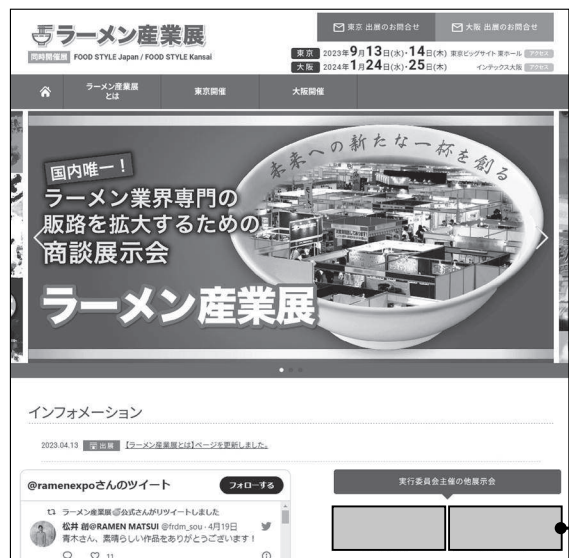 ラーメン産業展
同時開催展 FOOD STYLE Japan / FOOD STYLE Kansai
東京 出展のお問合せ
大阪 出展のお問合せ
東京 2023年9月13日(水)・14日(木) 東京ビッグサイト 東ホール アクセス
大阪 2024年1月24日(水)・25日(木) インテックス大阪 アクセス
ラーメン産業展
とは
東京開催
大阪開催
未来への新たな一杯を創る
国内唯一!
ラーメン業界専門の
販路を拡大するための
商談展示会
ラーメン産業展
インフォメーション
2023.04.13 出展 【ラーメン産業展とは】ページを更新しました。
@ramenexpoさんのツイート
フォローする
ラーメン産業展公式さんがリツイートしました
松井 創@RAMEN MATSUI @frdm_sou · 4月19日
青木さん、素晴らしい作品をありがとうございます!
11
実行委員会主催の他展示会